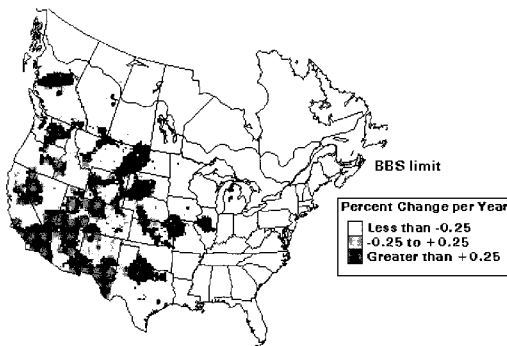 BBS limit
Percent Change per Year
Less than -0.25
-0.25 to +0.25
Greater than +0.25